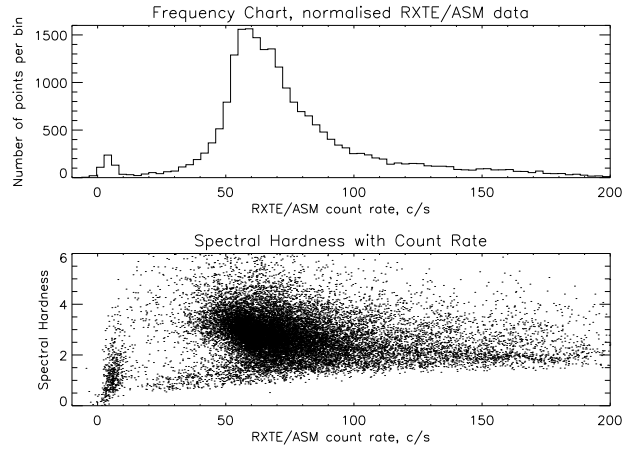 Frequency Chart, normalised RXTE/ASM data
Number of points per bin
1500
1000
500
0
0 50 100 150 200
RXTE/ASM count rate, c/s
Spectral Hardness with Count Rate
Spectral Hardness
6
4
2
0
0 50 100 150 200
RXTE/ASM count rate, c/s